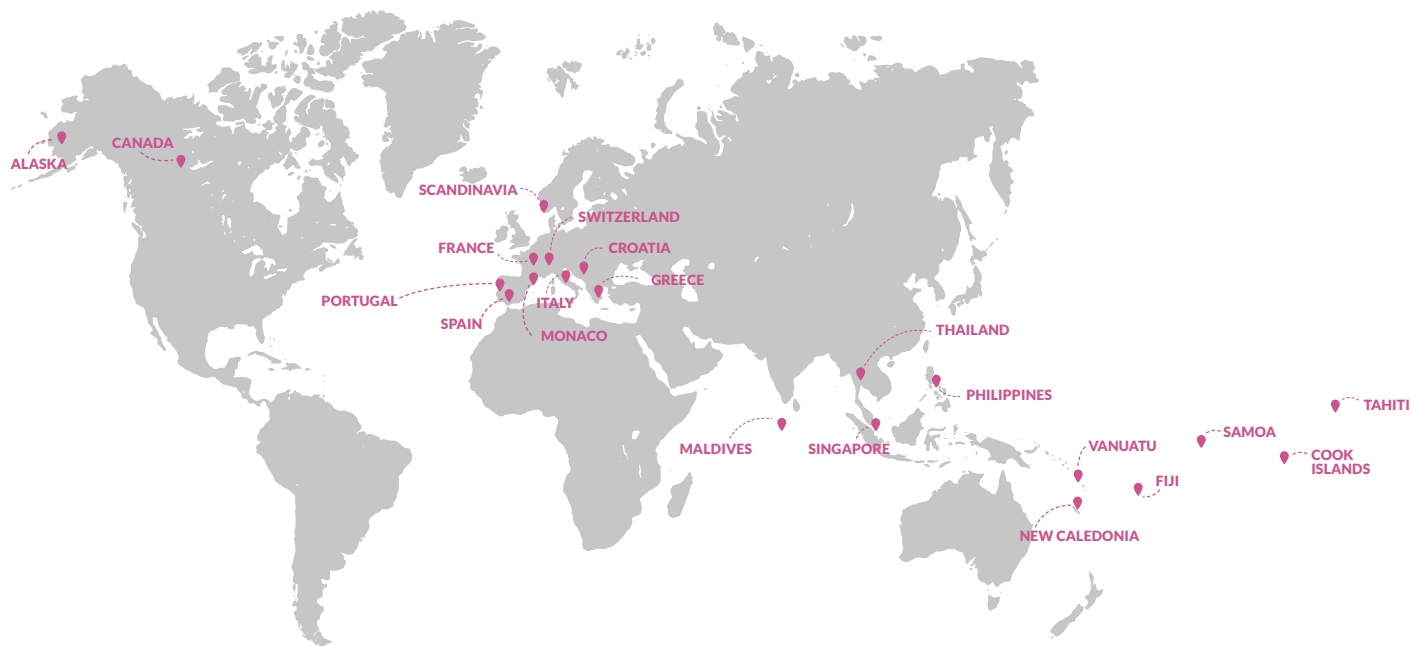 CANADA
ALASKA
SCANDINAVIA
SWITZERLAND
FRANCE
CROATIA
GREECE
PORTUGAL
ITALY
SPAIN
MONACO
THAILAND
PHILIPPINES
MALDIVES
SINGAPORE
TAHITI
SAMOA
VANUATU
COOK
ISLANDS
FIJI
NEW CALEDONIA